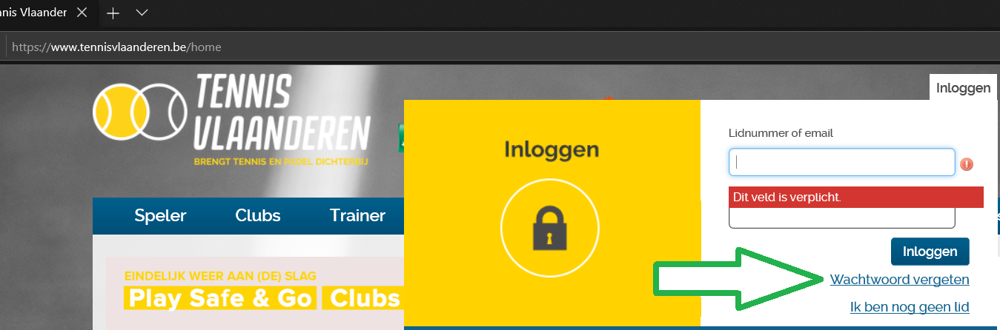 nnis Vlaander
https://www.tennisvlaanderen.be/home
TENNIS
VLAANDEREN
BRENGT TENNIS EN PADEL DICHTERBIJ
Inloggen
Inloggen
Lidnummer of email
Dit veld is verplicht.
Speler Clubs Trainer
Inloggen
EINDELIJK WEER AAN (DE) SLAG
Wachtwoord vergeten
Play Safe & Go Clubs
Ik ben nog geen lid